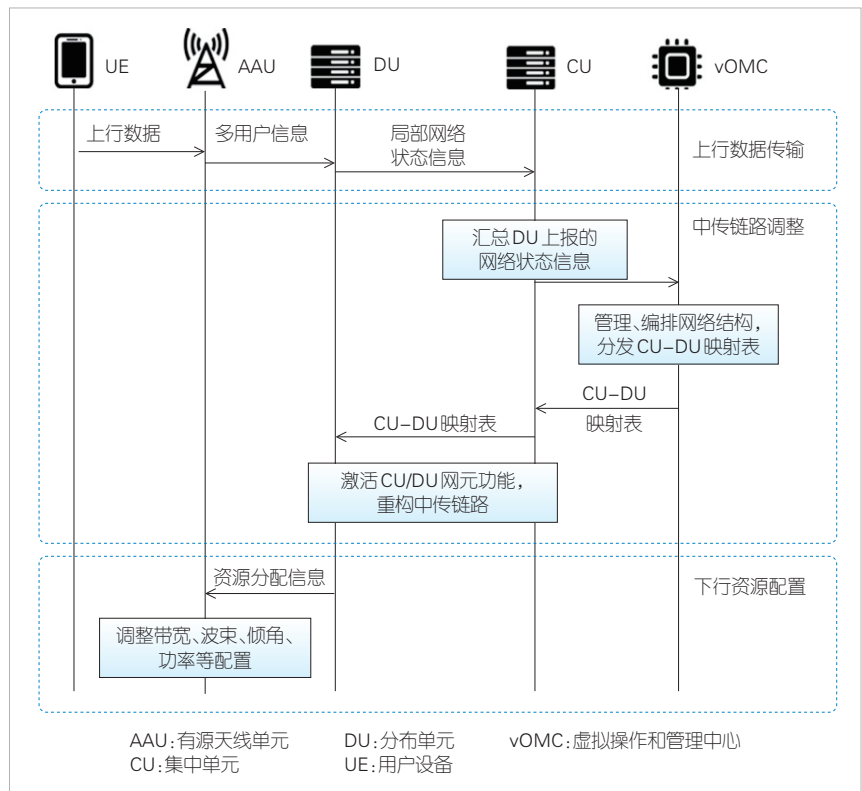 UE
AAU
DU
CU
vOMC
上行数据
多用户信息
局部网络
状态信息
上行数据传输
中传链路调整
汇总DU上报的
网络状态信息
管理、编排网络结构，
分发CU-DU映射表
CU-DU
映射表
CU-DU映射表
激活CU/DU网元功能，
重构中传链路
资源分配信息
下行资源配置
调整带宽、波束、倾角、
功率等配置
AAU：有源天线单元
DU：分布单元
vOMC：虚拟操作和管理中心
CU：集中单元
UE：用户设备